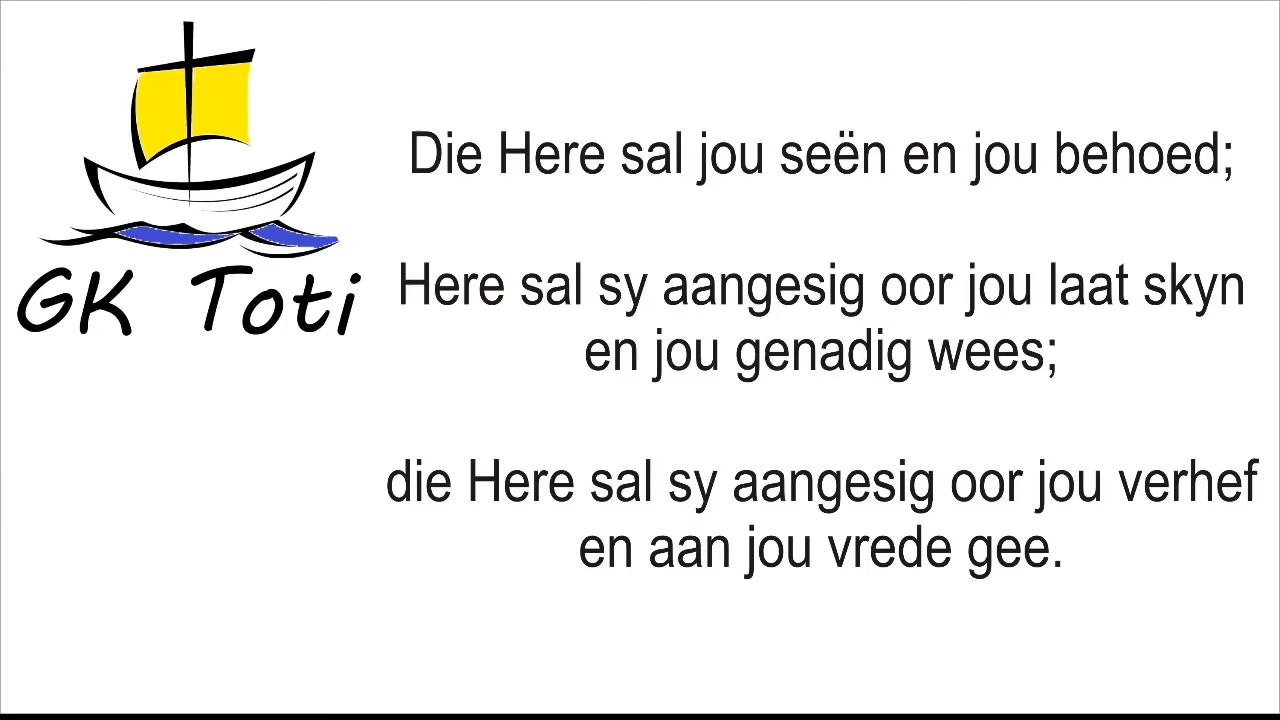 GK Toti
Die Here sal jou seën en jou behoed;
Here sal sy aangesig oor jou laat skyn
en jou genadig wees;
die Here sal sy aangesig oor jou verhef
en aan jou vrede gee.